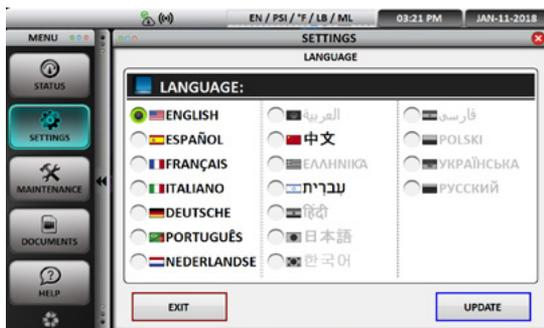 EN / PSI / °F / LB / ML
03:21 PM
JAN-11-2018
MENU
SETTINGS
LANGUAGE
STATUS
SETTINGS
MAINTENANCE
DOCUMENTS
HELP
LANGUAGE:
ENGLISH
ESPAÑOL
FRANÇAIS
ITALIANO
DEUTSCHE
PORTUGUÊS
NEDERLANDSE
العربية
中文
ΕΛΛΗΝΙΚΆ
עִבְרִית
हिंदी
日本語
한국어
فارسی
POLSKI
УКРАЇНСЬКА
РУССКИЙ
EXIT
UPDATE